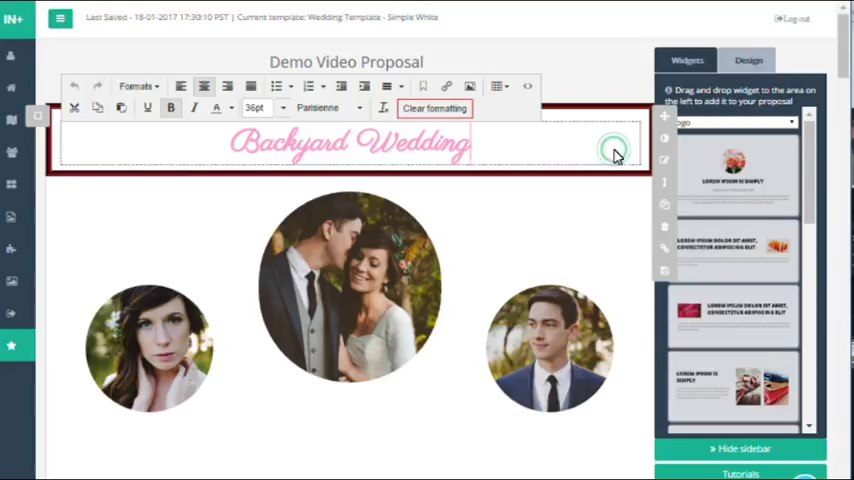 IN+
Last Saved - 18-01-2017 17:30:10 PST | Current template: Wedding Template - Simple White
Log out
Demo Video Proposal
Formats
36pt
Parisienne
Clear formatting
Backyard Wedding
Widgets
Design
Drag and drop widget to the area on
the left to add it to your proposal
ogo
LOREM IPSUM IS SIMPLY
LOREM IPSUM DOLOR SIT AMET,
CONSECTETUR ADIPISCING ELIT
LOREM IPSUM DOLOR SIT AMET,
CONSECTETUR ADIPISCING ELIT
LOREM IPSUM IS
SIMPLY
» Hide sidebar
Tutorials